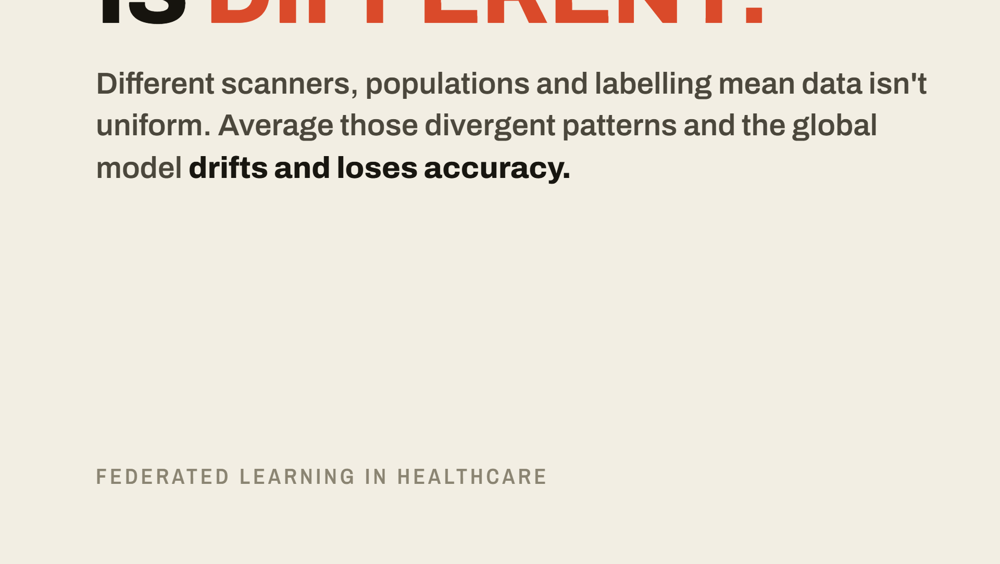 IS DIFFERENT.
Different scanners, populations and labelling mean data isn't
uniform. Average those divergent patterns and the global
model drifts and loses accuracy.
FEDERATED LEARNING IN HEALTHCARE